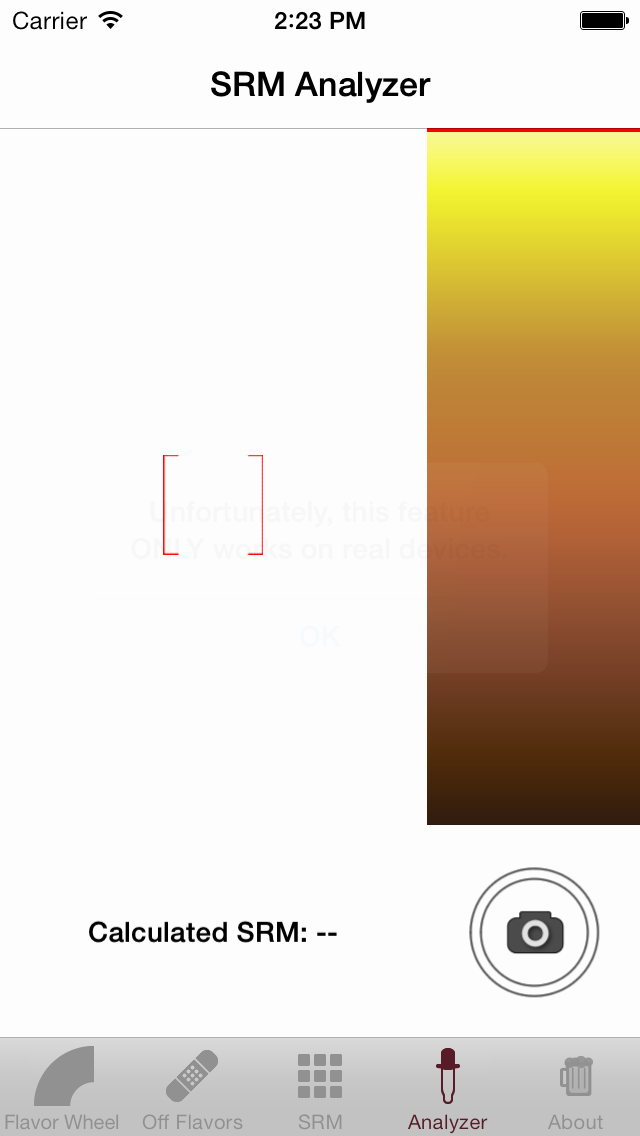 Carrier 2:23 PM
SRM Analyzer
Unfortunately, this feature
ONLY works on real devices.
OK
Calculated SRM: --
Flavor Wheel Off Flavors SRM Analyzer About